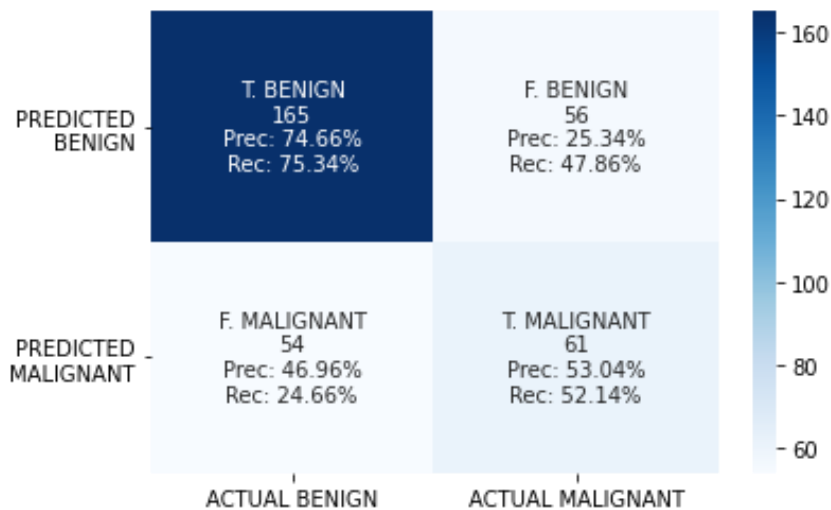 T. BENIGN
165
Prec: 74.66%
Rec: 75.34%
F. BENIGN
56
Prec: 25.34%
Rec: 47.86%
PREDICTED
BENIGN
F. MALIGNANT
54
Prec: 46.96%
Rec: 24.66%
T. MALIGNANT
61
Prec: 53.04%
Rec: 52.14%
PREDICTED
MALIGNANT
ACTUAL BENIGN
ACTUAL MALIGNANT
160
140
120
100
80
60